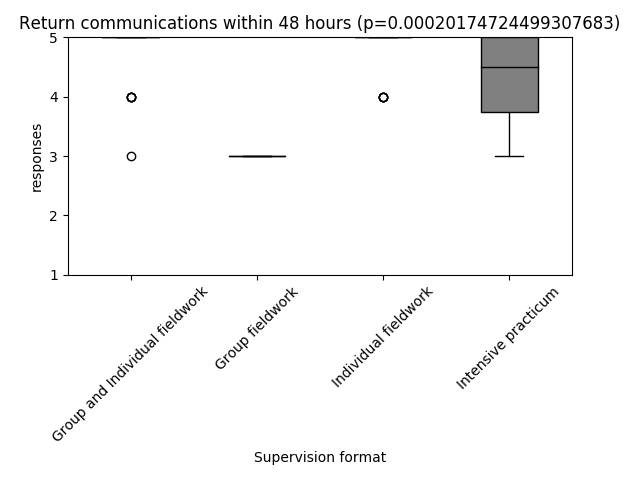 Return communications within 48 hours (p=0.00020174724499307683)
5
4
3
2
1
responses
Group and Individual fieldwork
Group fieldwork
Individual fieldwork
Intensive practicum
Supervision format